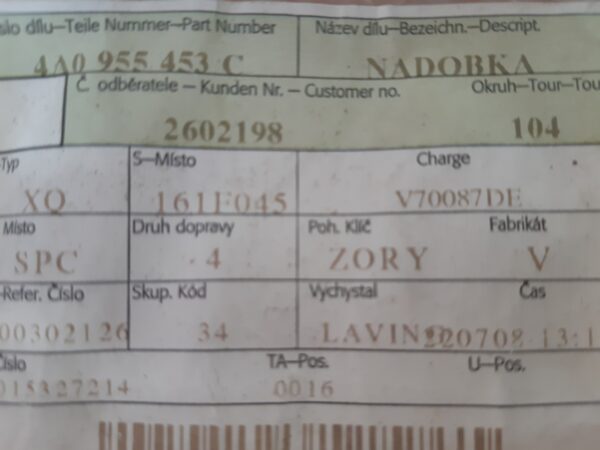 slo dílu–Teile Nummer–Part Number Název dílu–Bezeichn.–Descript.
4A0 955 453 C NADOBKA
Č. odběratele – Kunden Nr. – Customer no. Okruh–Tour–Tou
2602198 104
Typ S–Místo Charge
XQ 161F045 V70087DE
Místo Druh dopravy Poh. Klíč Fabrikát
SPC 4 ZORY V
Refer. Číslo Skup. Kód Vychystal Čas
00302126 34 220708 13:1
číslo TA–Pos. U–Pos.
015327214 0016